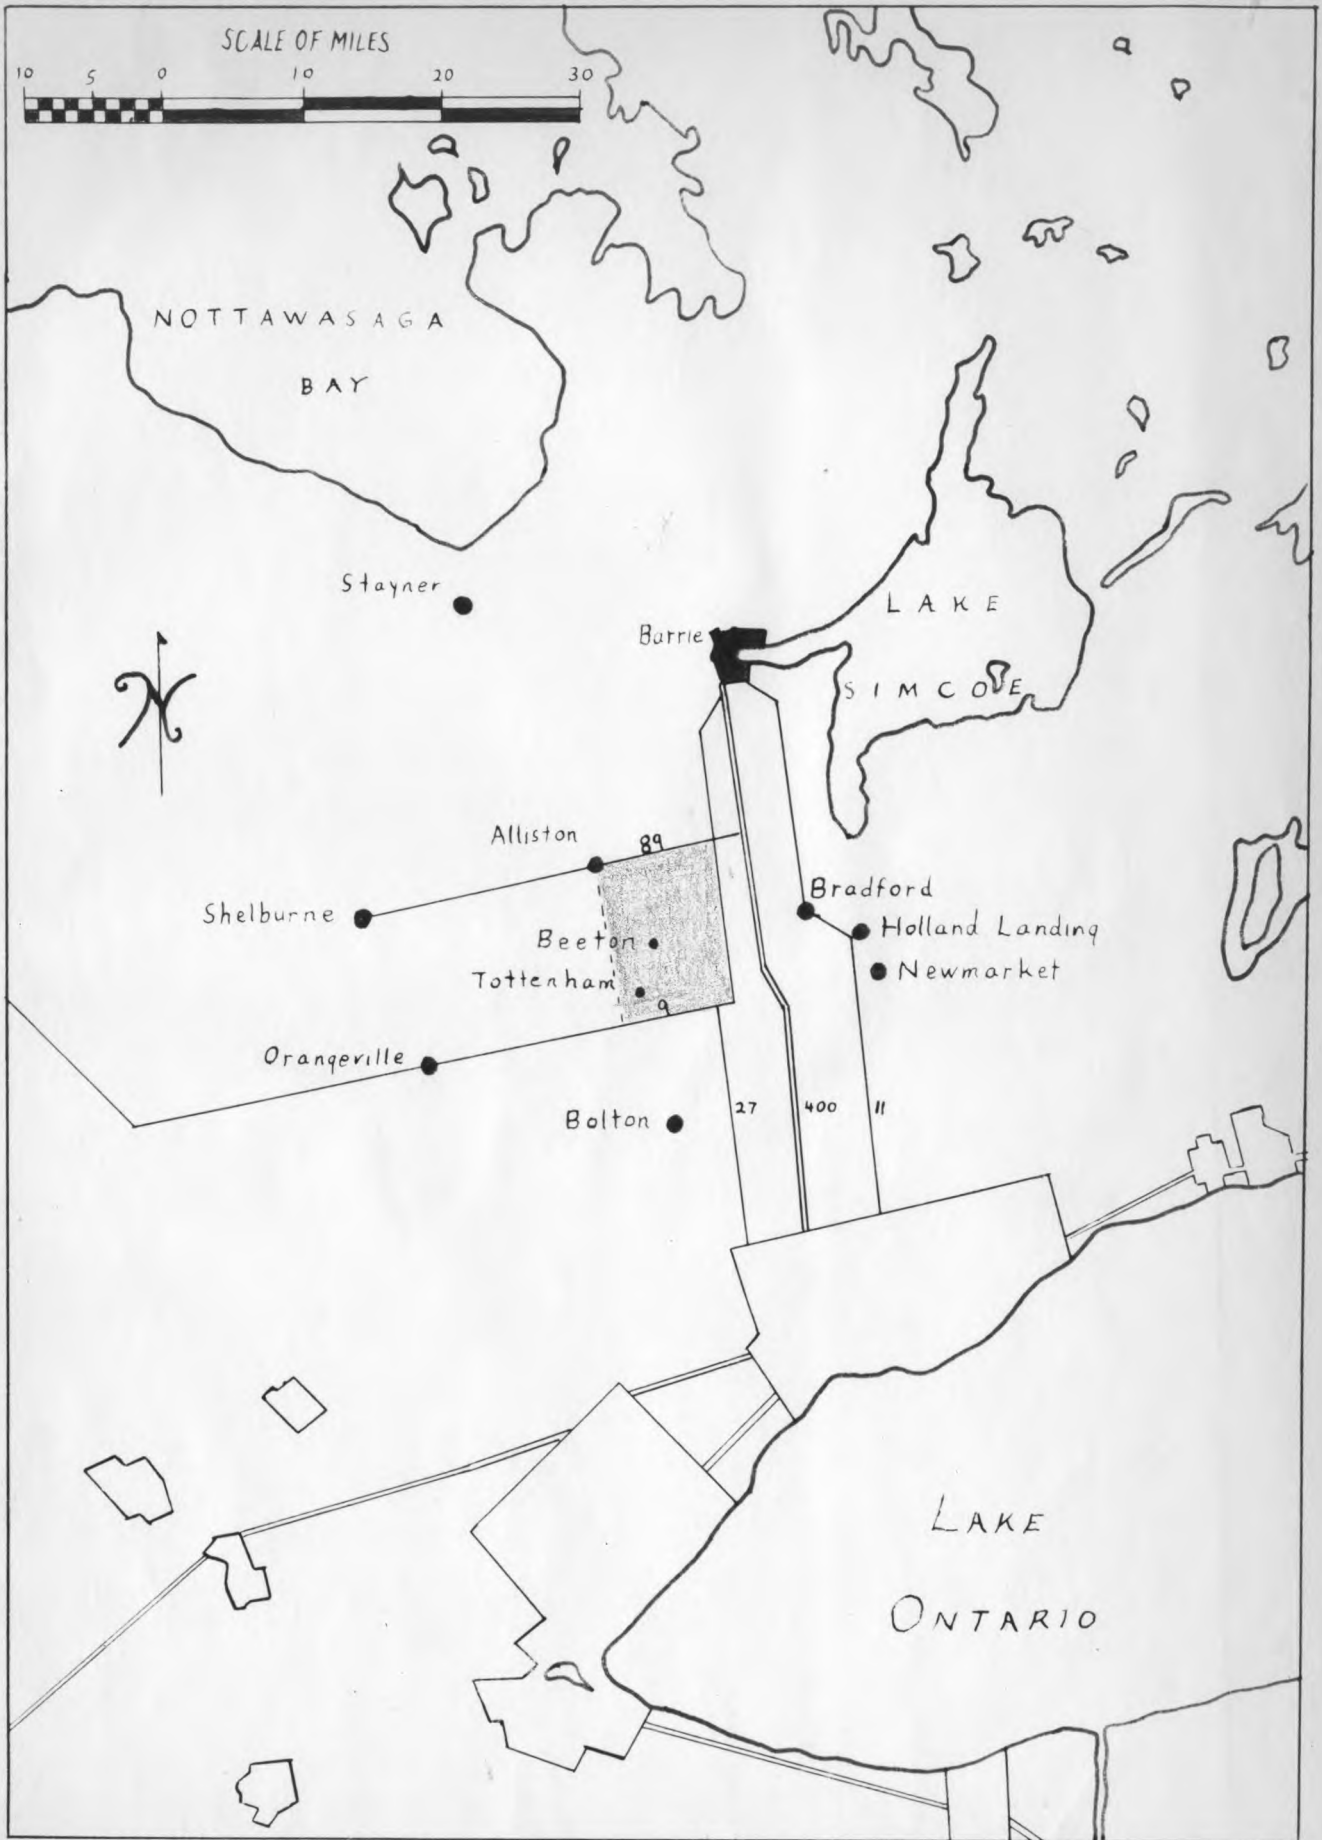 SCALE OF MILES
10 5 0 10 20 30
NOTTAWASAGA
BAY
Stayner
LAKE
Barrie
SIMCOE
N
Alliston
89
Shelburne
Bradford
Holland Landing
Beeton
Newmarket
Tottenham
9
Orangeville
Bolton
27 400 11
LAKE
ONTARIO